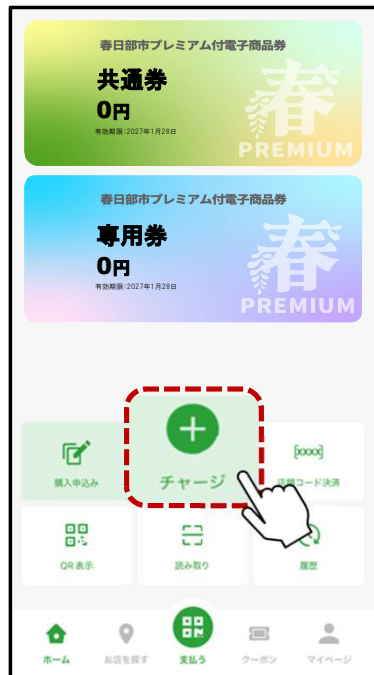 春日部市プレミアム付電子商品券
共通券
0円
有効期限:2027年1月28日
春
PREMIUM
春日部市プレミアム付電子商品券
専用券
0円
有効期限:2027年1月28日
春
PREMIUM
購入申込み
チャージ
[xxxx]
コード決済
QR表示
読み取り
履歴
ホーム
お店を探す
支払う
クーポン
マイページ